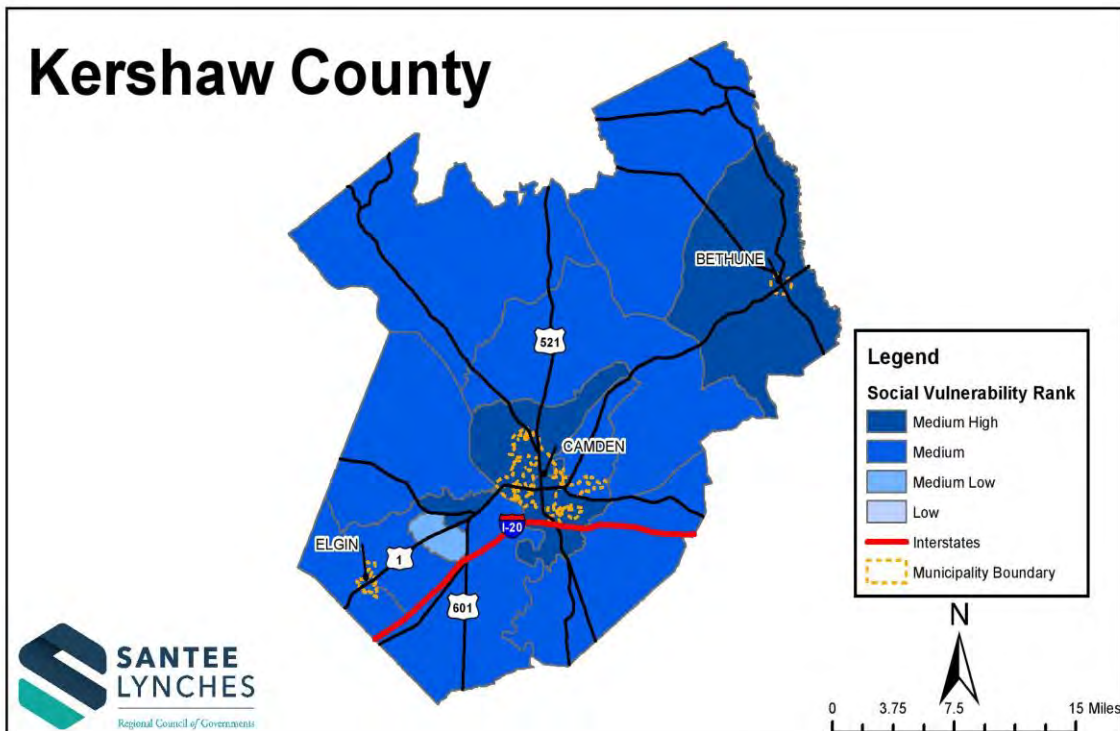 Kershaw County
BETHUNE
521
CAMDEN
I-20
ELGIN
1
601
Legend
Social Vulnerability Rank
Medium High
Medium
Medium Low
Low
Interstates
Municipality Boundary
N
0 3.75 7.5 15 Miles
SANTEE
LYNCHES
Regional Council of Governments